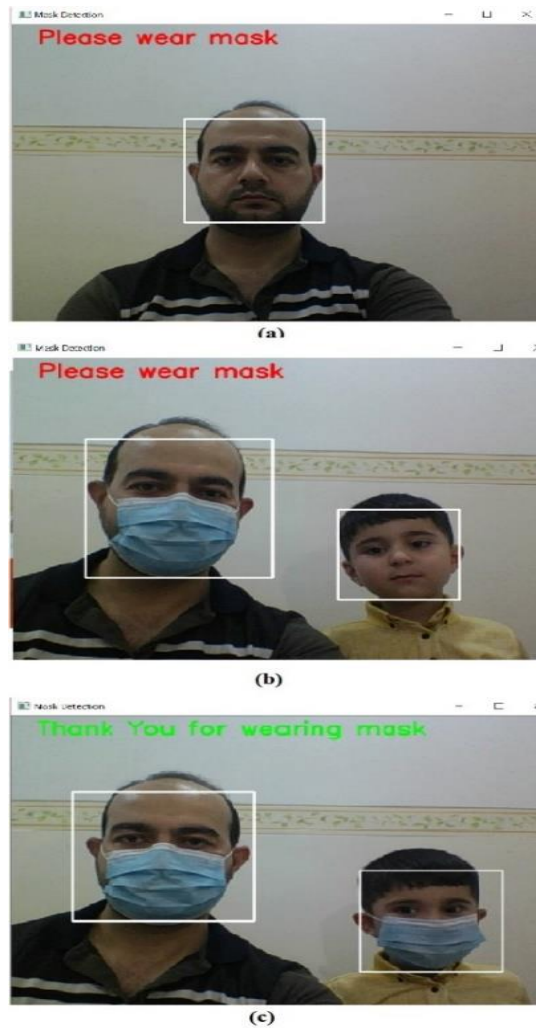 Mask Detection
Please wear mask
(a)
Mask Detection
Please wear mask
(b)
Mask Detection
Thank You for wearing mask
(c)